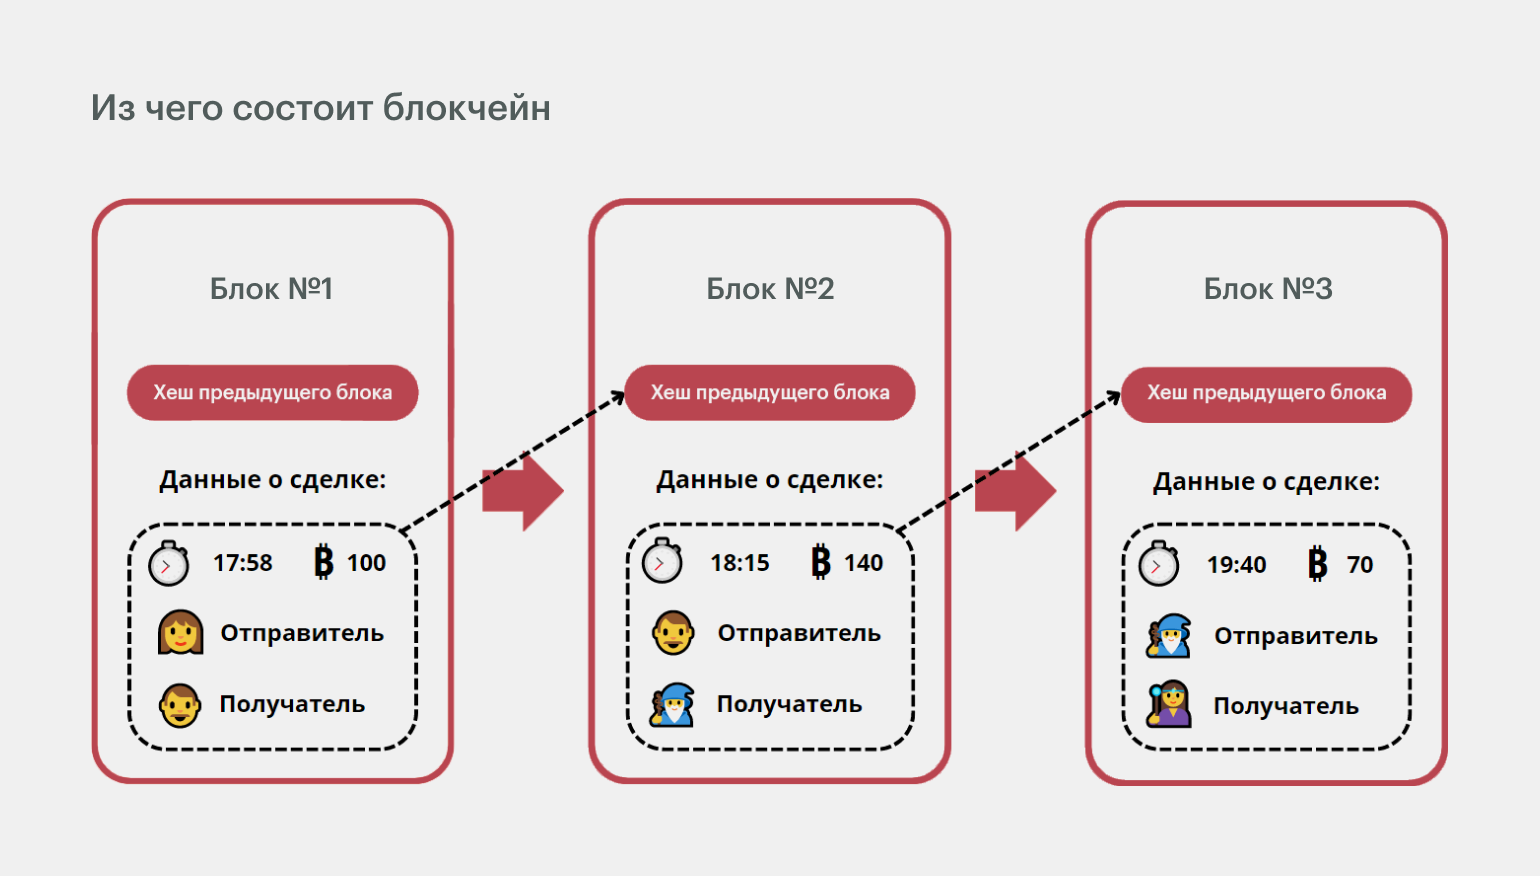 Из чего состоит блокчейн
Блок №1
Хеш предыдущего блока
Данные о сделке:
17:58 ₿ 100
Отправитель
Получатель
Блок №2
Хеш предыдущего блока
Данные о сделке:
18:15 ₿ 140
Отправитель
Получатель
Блок №3
Хеш предыдущего блока
Данные о сделке:
19:40 ₿ 70
Отправитель
Получатель